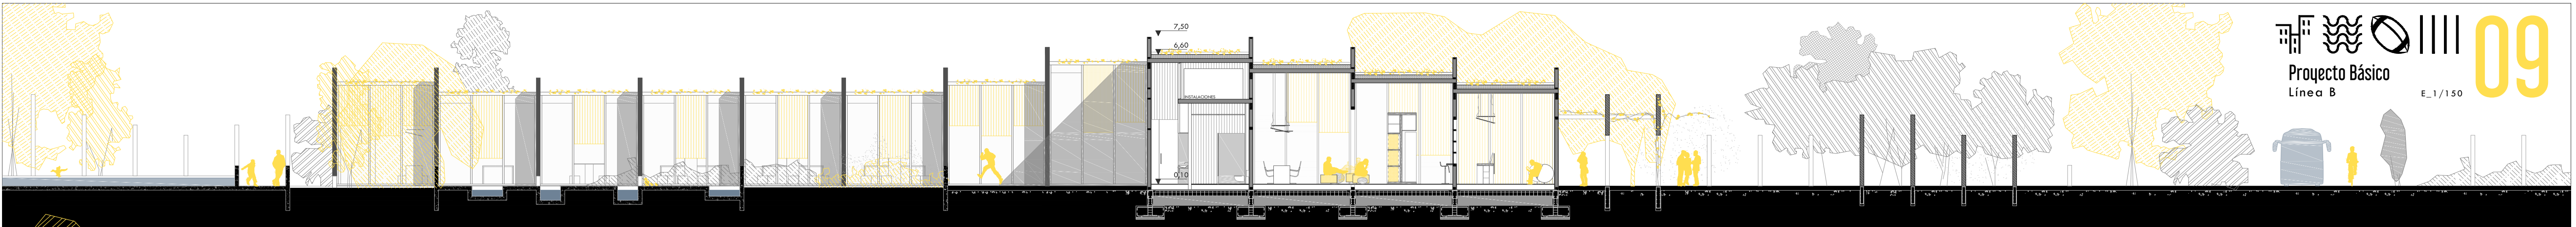 7,50
6,60
INSTALACIONES
0,10
09
Proyecto Básico
Línea B
E_1/150